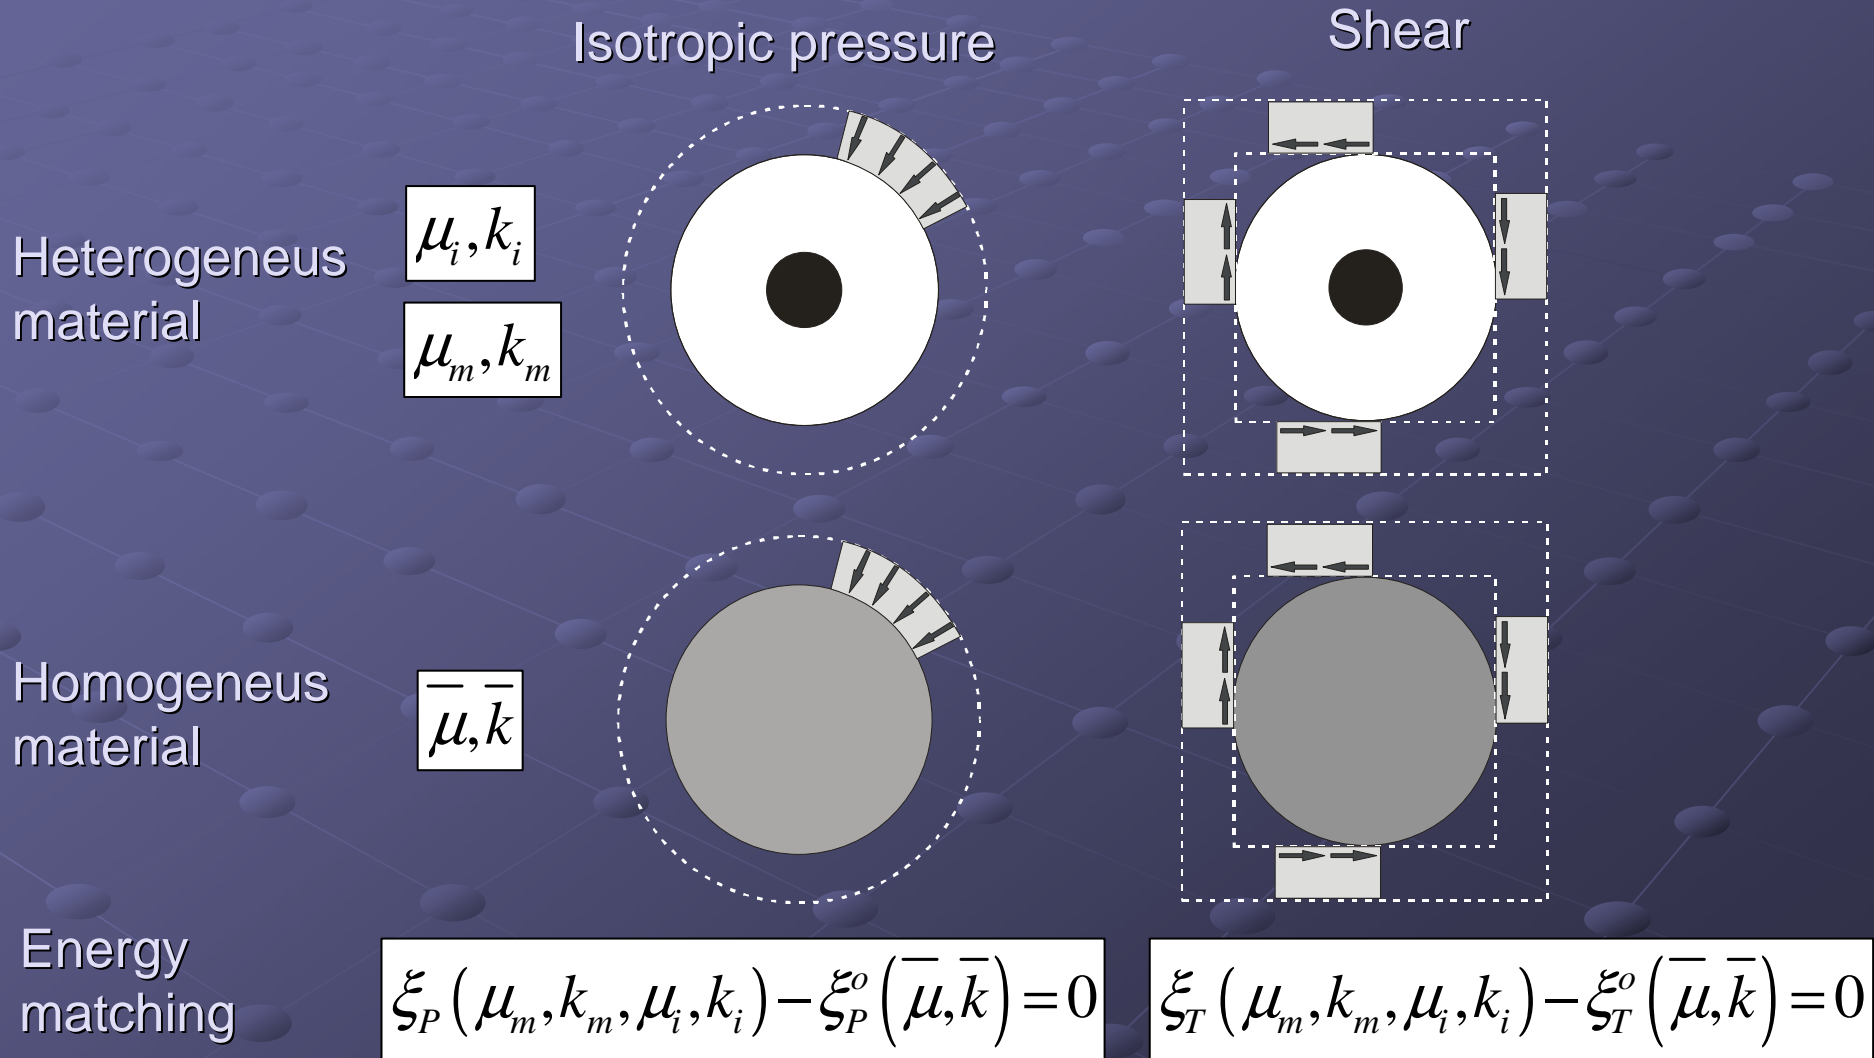 Isotropic pressure
Shear
Heterogeneus
material
μ_i, k_i
μ_m, k_m
Homogeneus
material
μ̅, k̅
Energy
matching
ξ_P (μ_m, k_m, μ_i, k_i) − ξ_P^o (μ̅, k̅) = 0
ξ_T (μ_m, k_m, μ_i, k_i) − ξ_T^o (μ̅, k̅) = 0